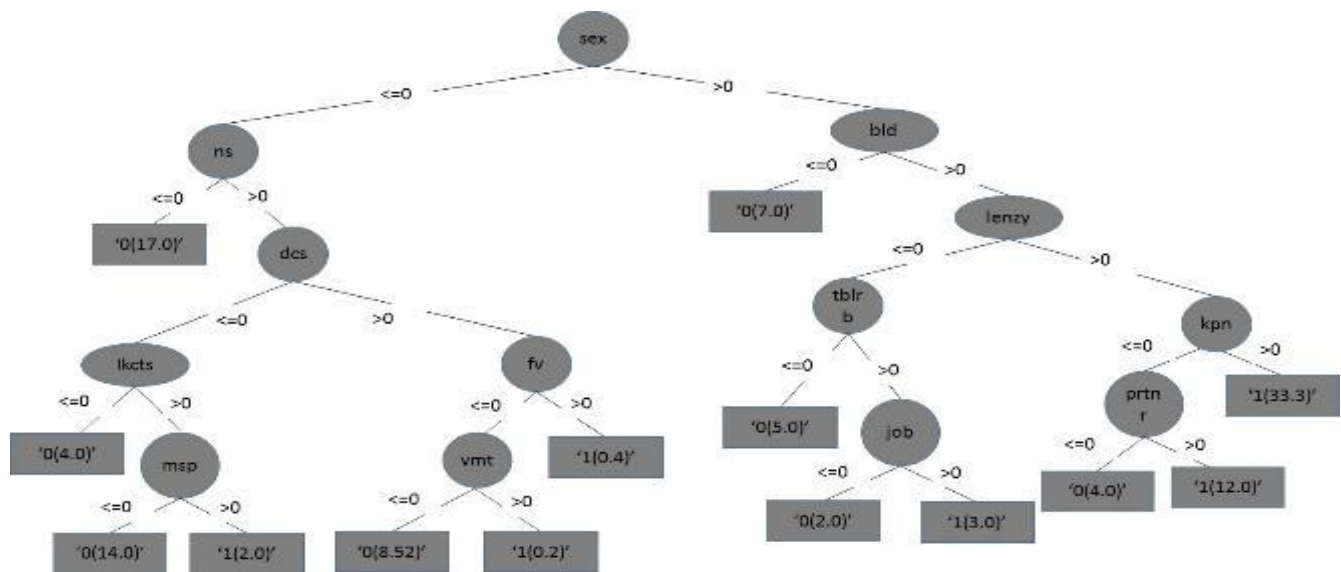 sex
<=0
>0
ns
bld
<=0
>0
<=0
>0
‘0(17.0)’
dcs
‘0(7.0)’
lenzy
<=0
>0
<=0
>0
tblr
b
kpn
lkcts
fv
<=0
>0
<=0
>0
<=0
>0
<=0
>0
‘0(4.0)’
msp
vmt
‘1(0.4)’
‘0(5.0)’
job
prtn
r
‘1(33.3)’
<=0
>0
<=0
>0
<=0
>0
<=0
>0
‘0(14.0)’
‘1(2.0)’
‘0(8.52)’
‘1(0.2)’
‘0(2.0)’
‘1(3.0)’
‘0(4.0)’
‘1(12.0)’